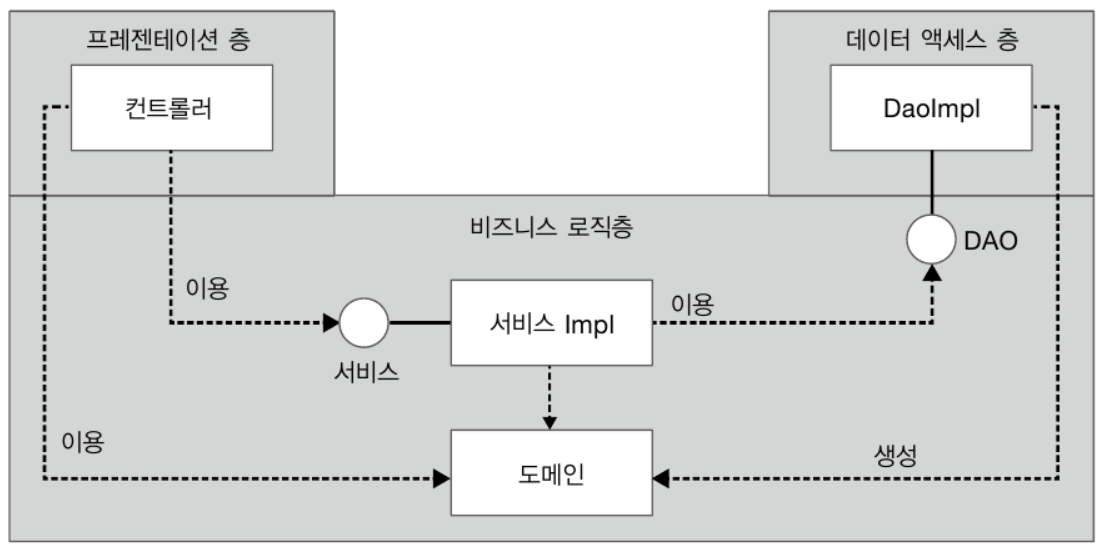 프레젠테이션 층
데이터 액세스 층
컨트롤러
DaoImpl
비즈니스 로직층
DAO
이용
이용
서비스 Impl
서비스
이용
생성
도메인